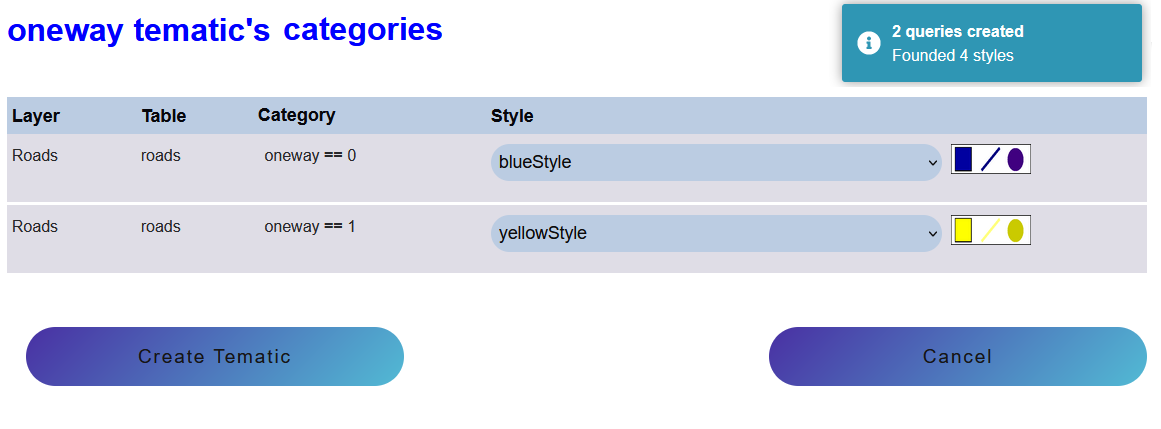 oneway tematic's categories
2 queries created
Founded 4 styles
Layer Table Category Style
Roads roads oneway == 0 blueStyle
Roads roads oneway == 1 yellowStyle
Create Tematic Cancel